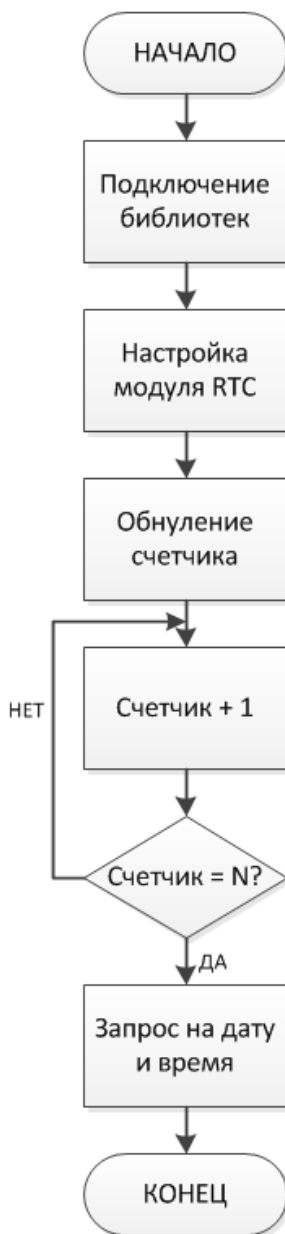 НАЧАЛО
Подключение
библиотек
Настройка
модуля RTC
Обнуление
счетчика
НЕТ
Счетчик + 1
Счетчик = N?
ДА
Запрос на дату
и время
КОНЕЦ